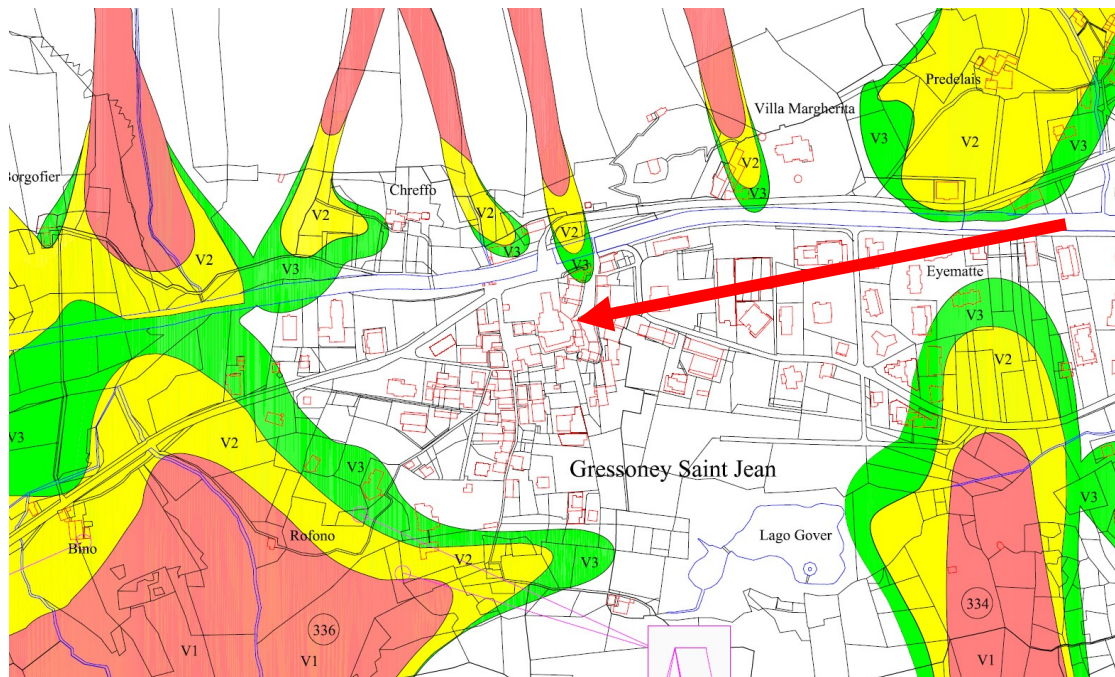 Predelais
Villa Margherita
V3
V2
V3
V2
Borgofier
Chreffo
V3
V2
V2
V2
V2
V3
V3
V3
V3
Eyematte
V3
V2
V3
V2
V3
Gressoney Saint Jean
V3
Rofono
Bino
V2
V3
Lago Gover
334
336
V1
V1
V1